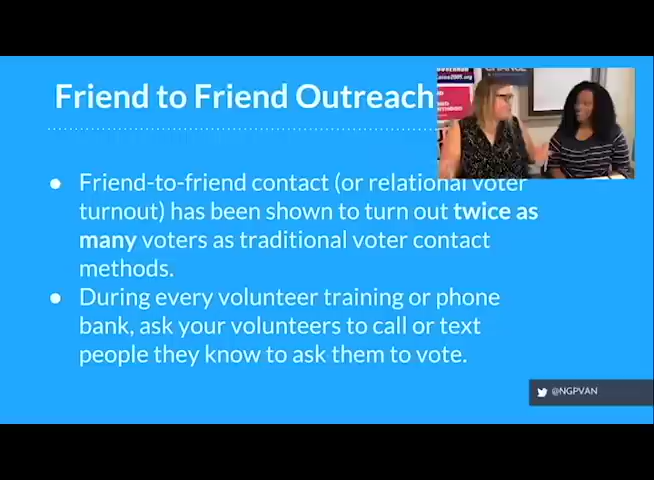 Friend to Friend Outreach
● Friend-to-friend contact (or relational voter
turnout) has been shown to turn out twice as
many voters as traditional voter contact
methods.
● During every volunteer training or phone
bank, ask your volunteers to call or text
people they know to ask them to vote.
@NGPVAN